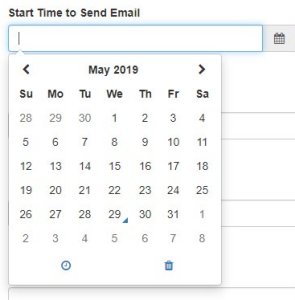 Start Time to Send Email
May 2019
Su Mo Tu We Th Fr Sa
28 29 30 1 2 3 4
5 6 7 8 9 10 11
12 13 14 15 16 17 18
19 20 21 22 23 24 25
26 27 28 29 30 31 1
2 3 4 5 6 7 8